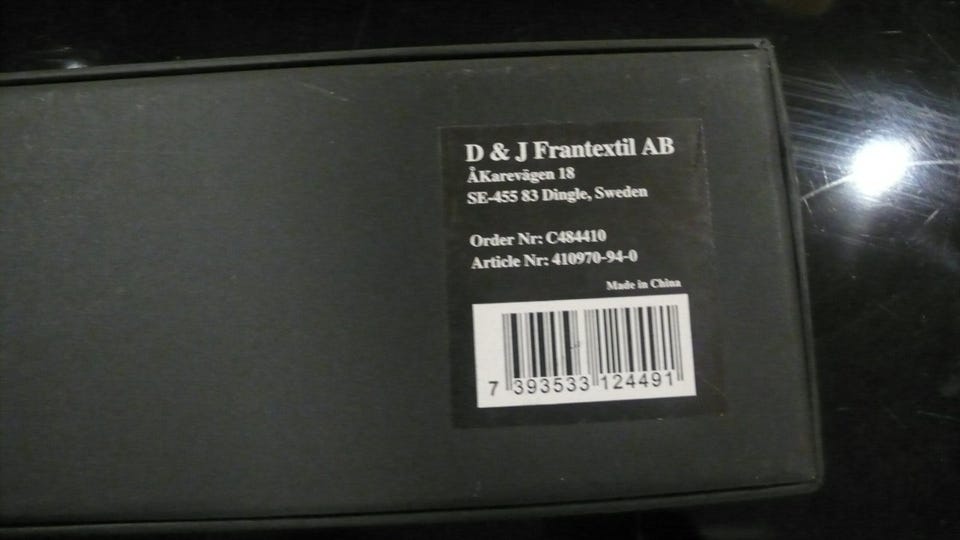 D & J Frantextil AB
ÅKarevägen 18
SE-455 83 Dingle, Sweden
Order Nr: C484410
Article Nr: 410970-94-0
Made in China
7 393533 124491